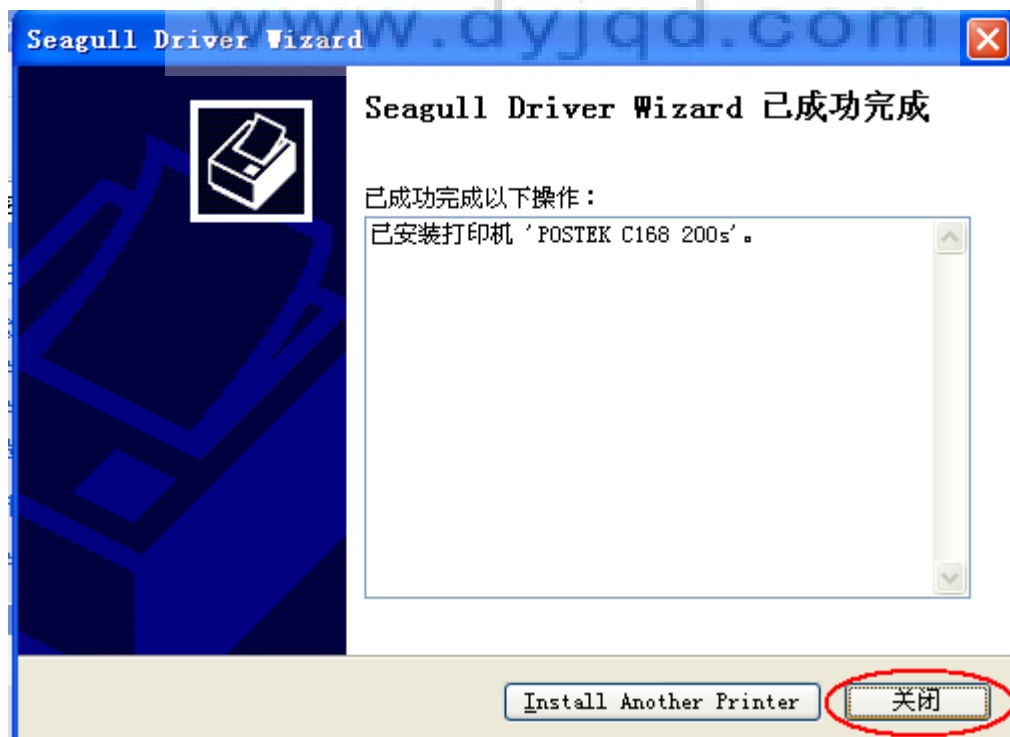 www.dyjqd.com
Seagull Driver Wizard
Seagull Driver Wizard 已成功完成
已成功完成以下操作：
已安装打印机 'POSTEK C168 200s'。
Install Another Printer
关闭